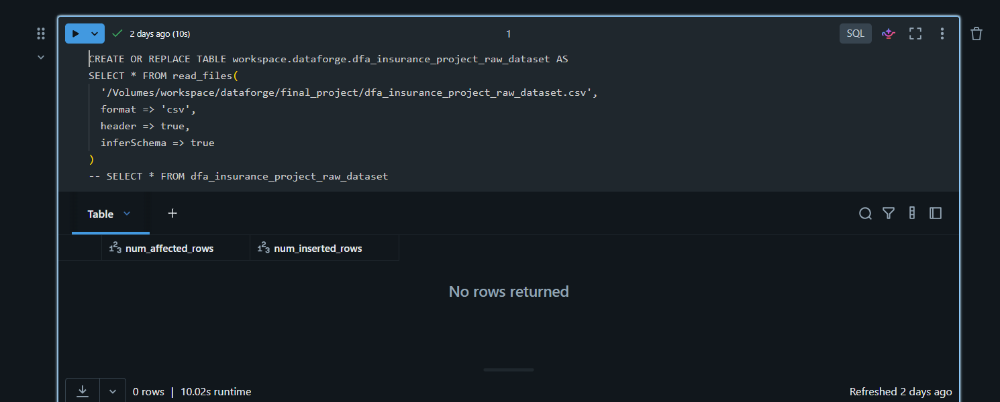 2 days ago (10s)
1
SQL
CREATE OR REPLACE TABLE workspace.dataforge.dfa_insurance_project_raw_dataset AS
SELECT * FROM read_files(
  '/Volumes/workspace/dataforge/final_project/dfa_insurance_project_raw_dataset.csv',
  format => 'csv',
  header => true,
  inferSchema => true
)
-- SELECT * FROM dfa_insurance_project_raw_dataset
Table
+
123 num_affected_rows
123 num_inserted_rows
No rows returned
0 rows | 10.02s runtime
Refreshed 2 days ago